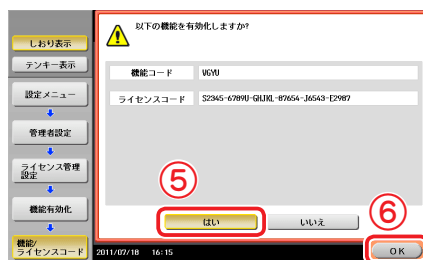 以下の機能を有効化しますか?
しおり表示
テンキー表示
機能コード VGYU
設定メニュー
ライセンスコード S2345-6789U-GHJKL-87654-J6543-E2987
管理者設定
ライセンス管理
設定
⑤
機能有効化
はい
いいえ
⑥
機能/
ライセンスコード
2011/07/18 16:15
OK